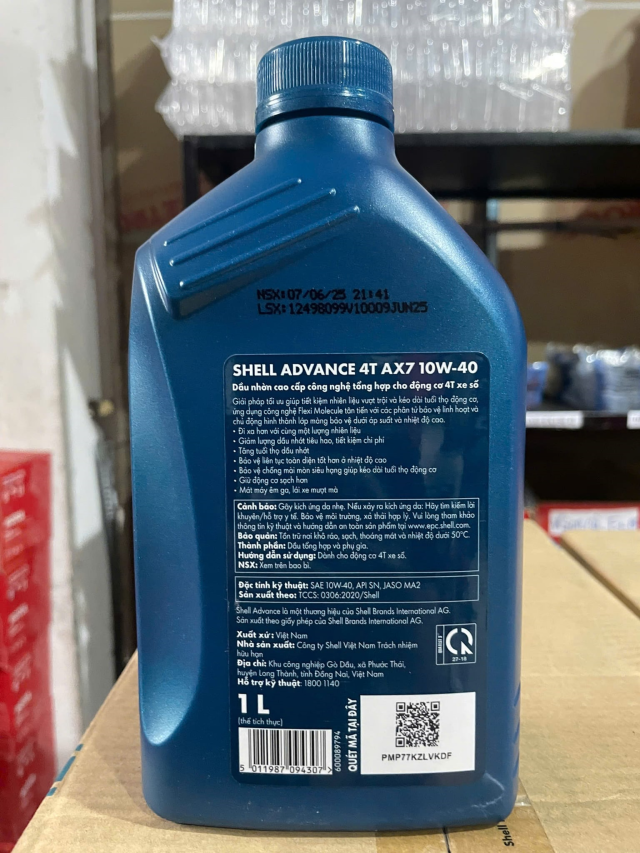 NSX:07/06/25 21:41
LSX:12498099V10009JUN25
SHELL ADVANCE 4T AX7 10W-40
Dầu nhờn cao cấp công nghệ tổng hợp cho động cơ 4T xe số
Giải pháp tối ưu giúp tiết kiệm nhiên liệu vượt trội và kéo dài tuổi thọ động cơ,
ứng dụng công nghệ Flexi Molecule tân tiến với các phân tử bảo vệ linh hoạt và
chủ động hình thành lớp màng bảo vệ dưới áp suất và nhiệt độ cao.
• Đi xa hơn với cùng một lượng nhiên liệu
• Giảm lượng dầu nhớt tiêu hao, tiết kiệm chi phí
• Tăng tuổi thọ dầu nhớt
• Bảo vệ liên tục toàn diện tốt hơn ở nhiệt độ cao
• Bảo vệ chống mài mòn siêu hạng giúp kéo dài tuổi thọ động cơ
• Giữ động cơ sạch hơn
• Mát máy êm ga, lái xe mượt mà
Cảnh báo: Gây kích ứng da nhẹ. Nếu xảy ra kích ứng da: Hãy tìm kiếm lời
khuyên/hỗ trợ y tế. Bảo vệ môi trường, xả thải hợp lý. Vui lòng tham khảo
thông tin kỹ thuật và hướng dẫn an toàn sản phẩm tại www.epc.shell.com.
Bảo quản: Tồn trữ nơi khô ráo, sạch, thoáng mát và nhiệt độ dưới 50°C.
Thành phần: Dầu tổng hợp và phụ gia.
Hướng dẫn sử dụng: Dành cho động cơ 4T xe số.
NSX: Xem trên bao bì.
Đặc tính kỹ thuật: SAE 10W-40, API SN, JASO MA2
Sản xuất theo: TCCS: 0306:2020/Shell
Shell Advance là một thương hiệu của Shell Brands International AG.
Sản xuất theo giấy phép của Shell Brands International AG.
Xuất xứ: Việt Nam
Nhà sản xuất: Công ty Shell Việt Nam Trách nhiệm
hữu hạn
Địa chỉ: Khu công nghiệp Gò Dầu, xã Phước Thái,
huyện Long Thành, tỉnh Đồng Nai, Việt Nam
Hỗ trợ kỹ thuật: 1800 1140
27-15
1 L
(thể tích thực)
5 011987 094307 >
600089794
QUÉT MÃ TẠI ĐÂY
PMP77KZLVKDF
shell